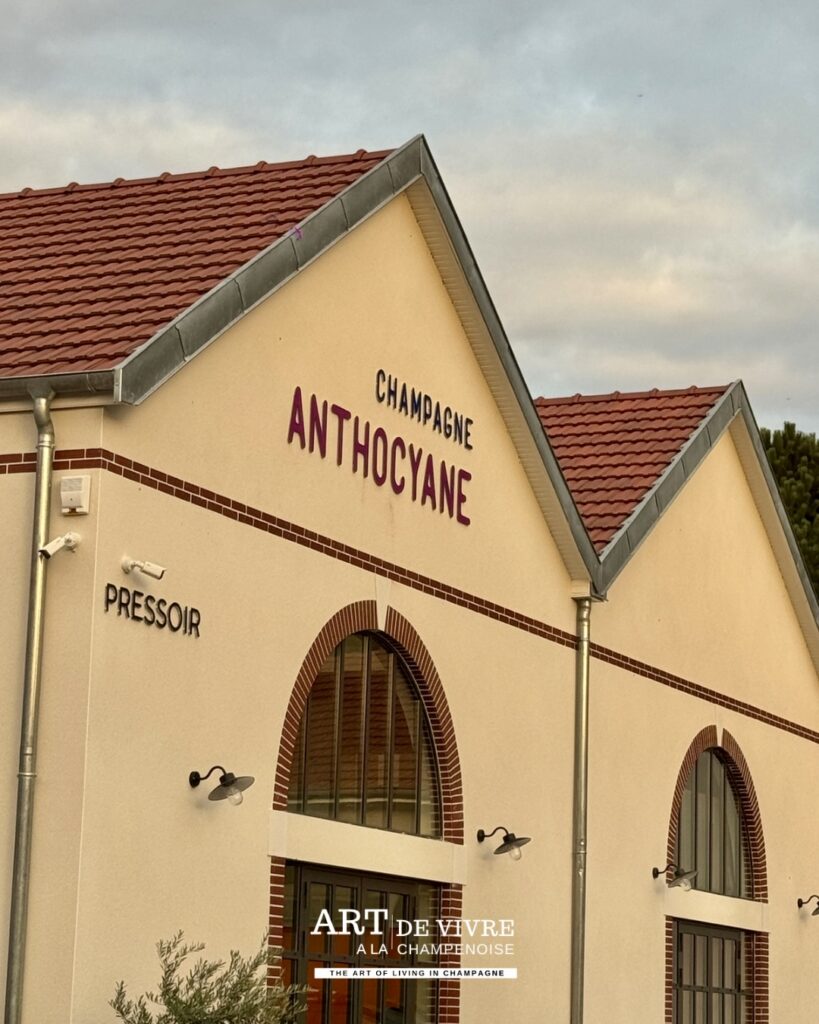 CHAMPAGNE
ANTHOCYANE
PRESSOIR
ART DE VIVRE
A LA CHAMPENOISE
THE ART OF LIVING IN CHAMPAGNE